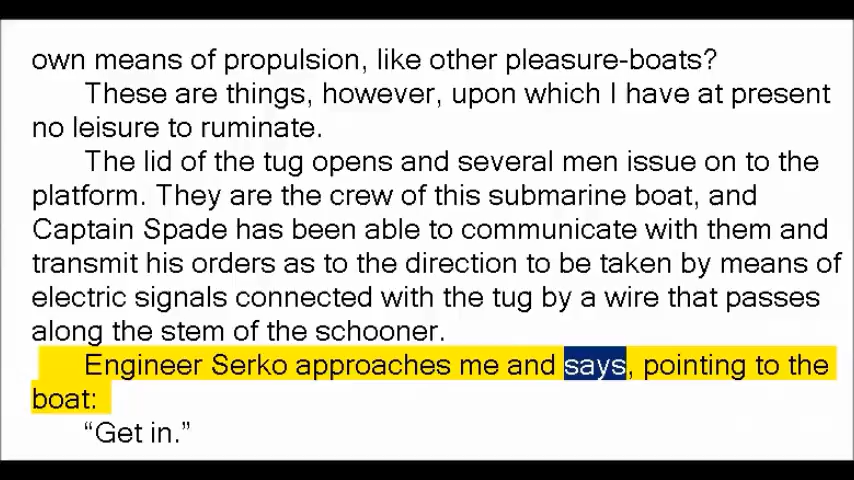 own means of propulsion, like other pleasure-boats?
These are things, however, upon which I have at present
no leisure to ruminate.
The lid of the tug opens and several men issue on to the
platform. They are the crew of this submarine boat, and
Captain Spade has been able to communicate with them and
transmit his orders as to the direction to be taken by means of
electric signals connected with the tug by a wire that passes
along the stem of the schooner.
Engineer Serko approaches me and says, pointing to the
boat:
“Get in.”